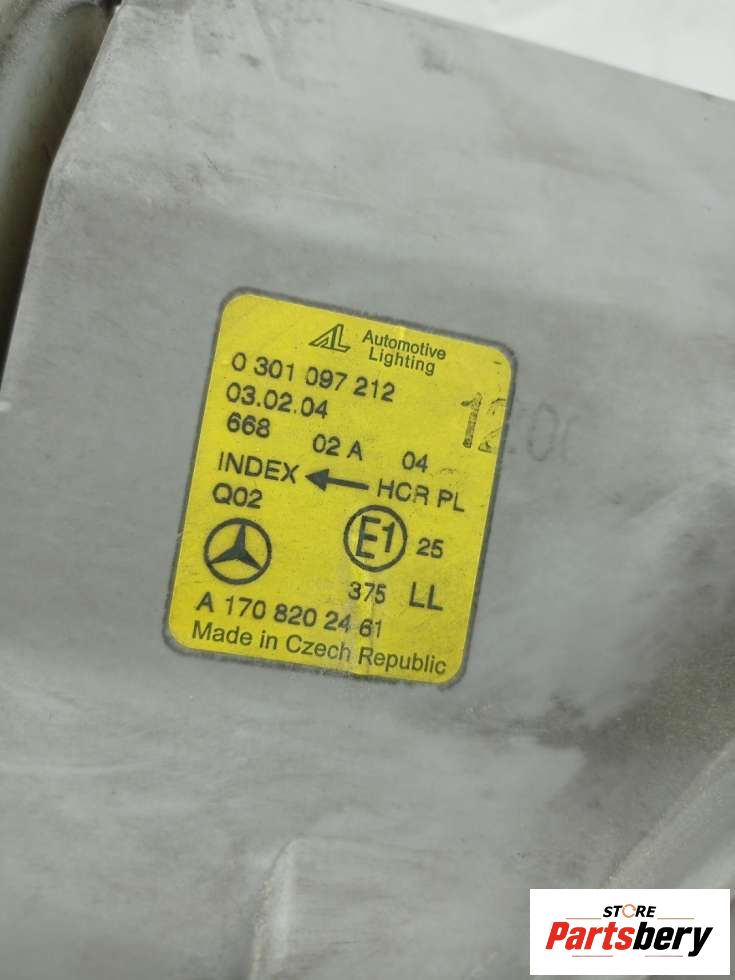 AL Automotive
Lighting
0 301 097 212
03.02.04
668 02 A 04
INDEX HCR PL
Q02
E1 25
375 LL
A 170 820 24 61
Made in Czech Republic
STORE
Partsbery